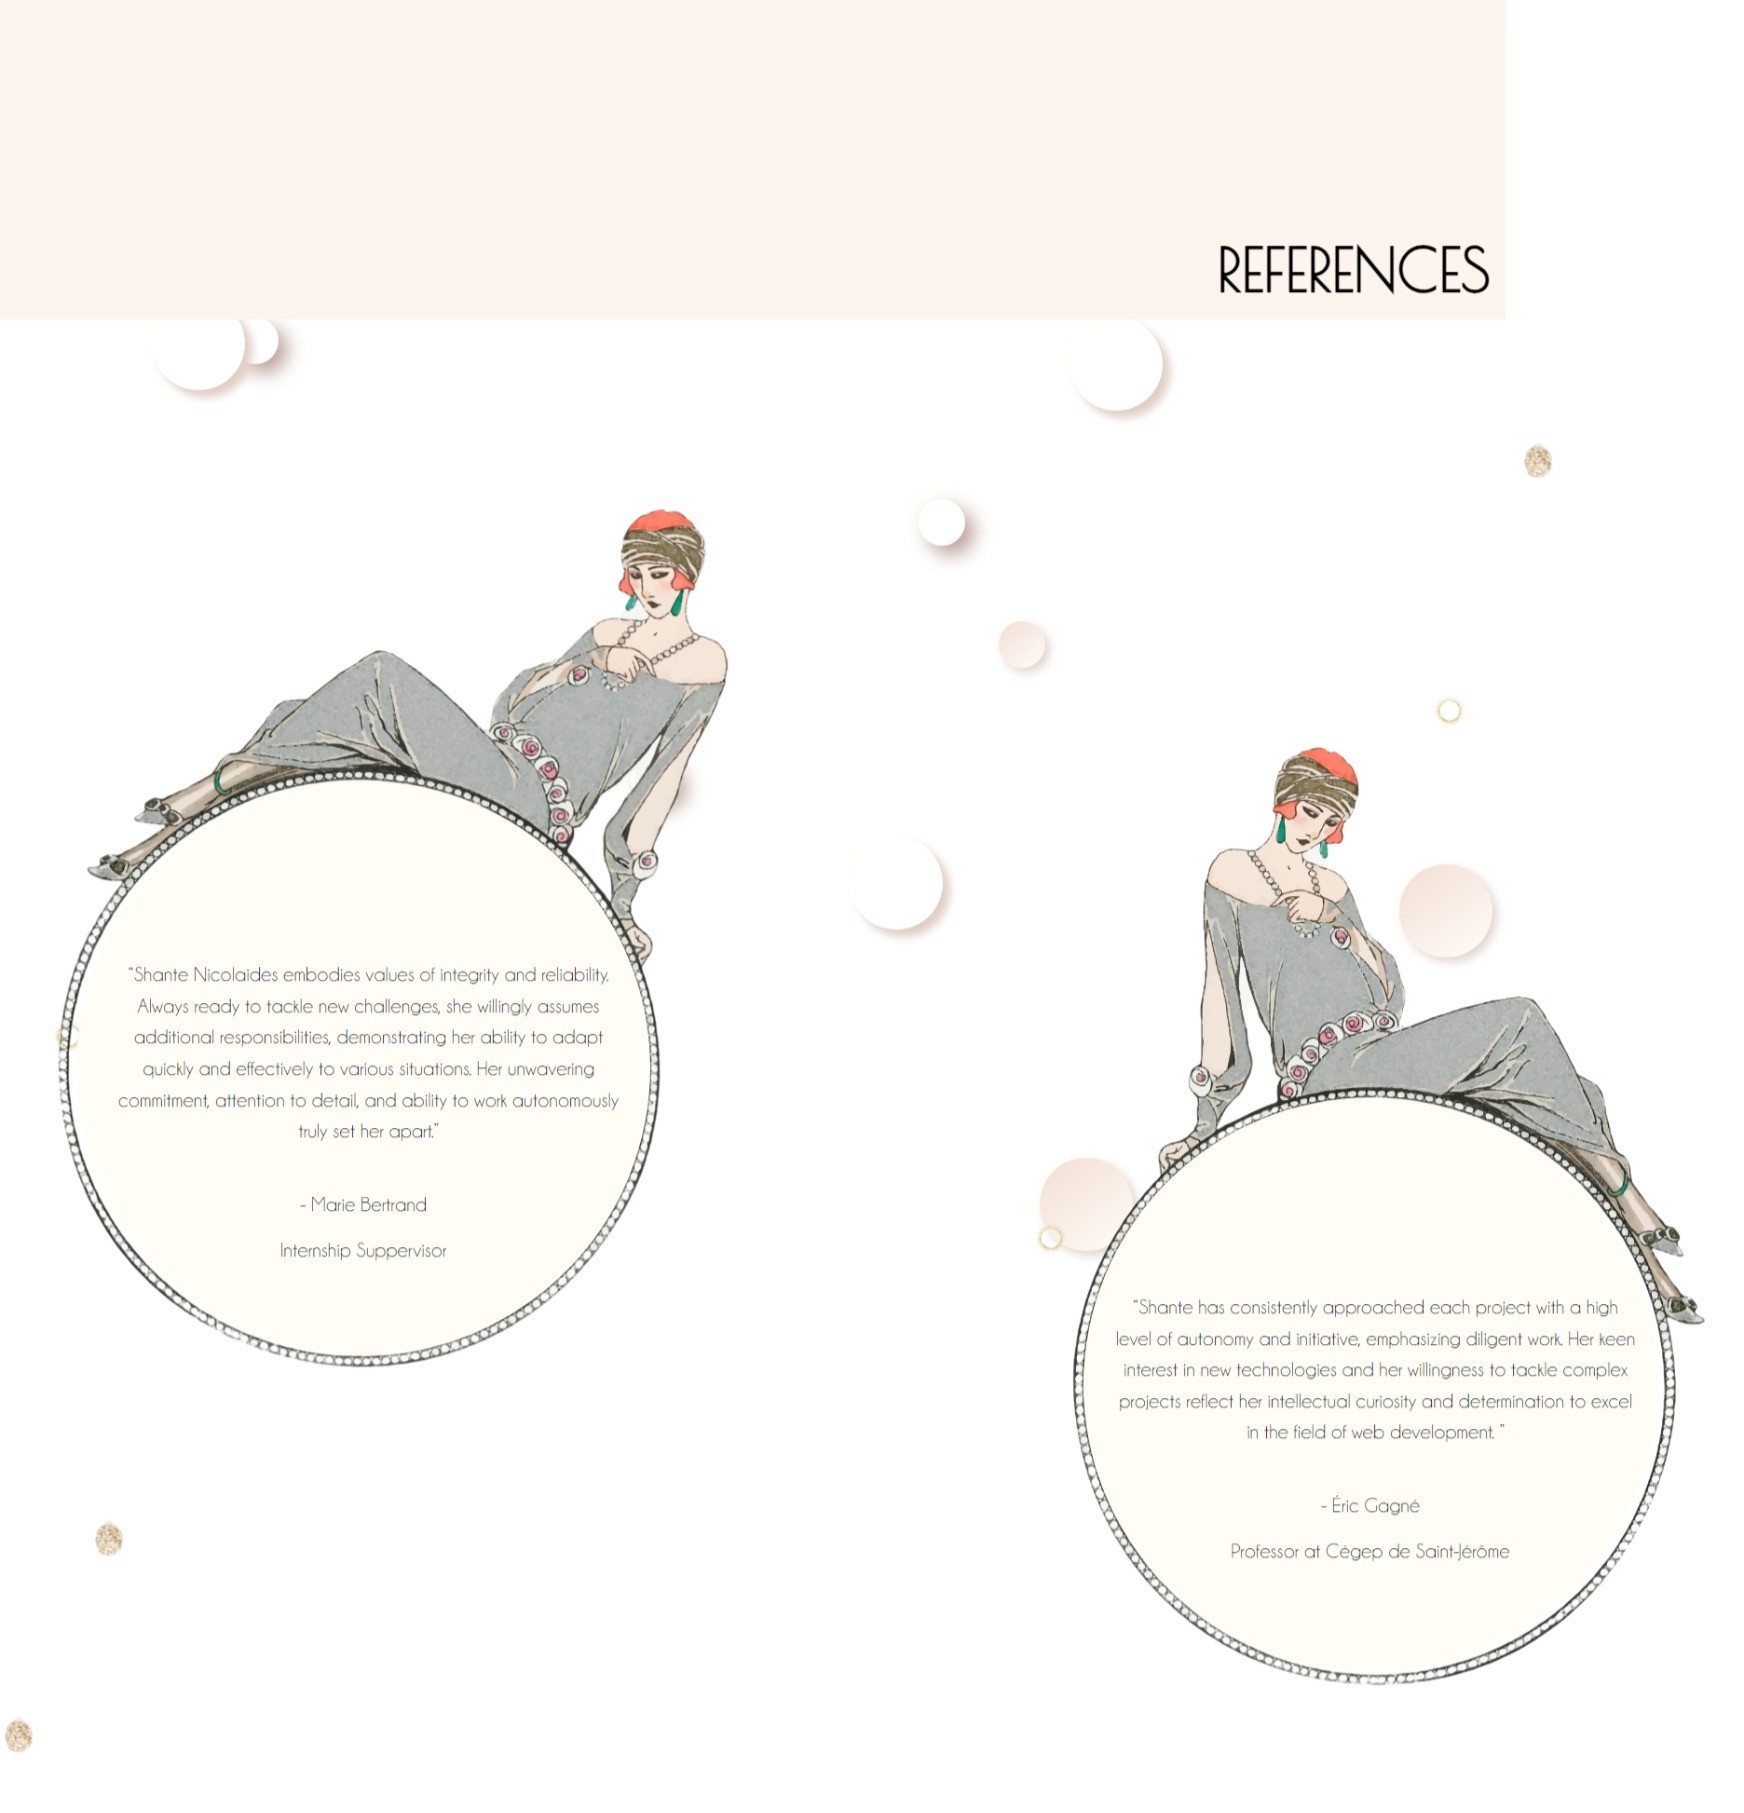 REFERENCES
"Shante Nicolaides embodies values of integrity and reliability.
Always ready to tackle new challenges, she willingly assumes
additional responsibilities, demonstrating her ability to adapt
quickly and effectively to various situations. Her unwavering
commitment, attention to detail, and ability to work autonomously
truly set her apart."
- Marie Bertrand
Internship Suppervisor
"Shante has consistently approached each project with a high
level of autonomy and initiative, emphasizing diligent work. Her keen
interest in new technologies and her willingness to tackle complex
projects reflect her intellectual curiosity and determination to excel
in the field of web development. "
- Éric Gagné
Professor at Cégep de Saint-Jérôme